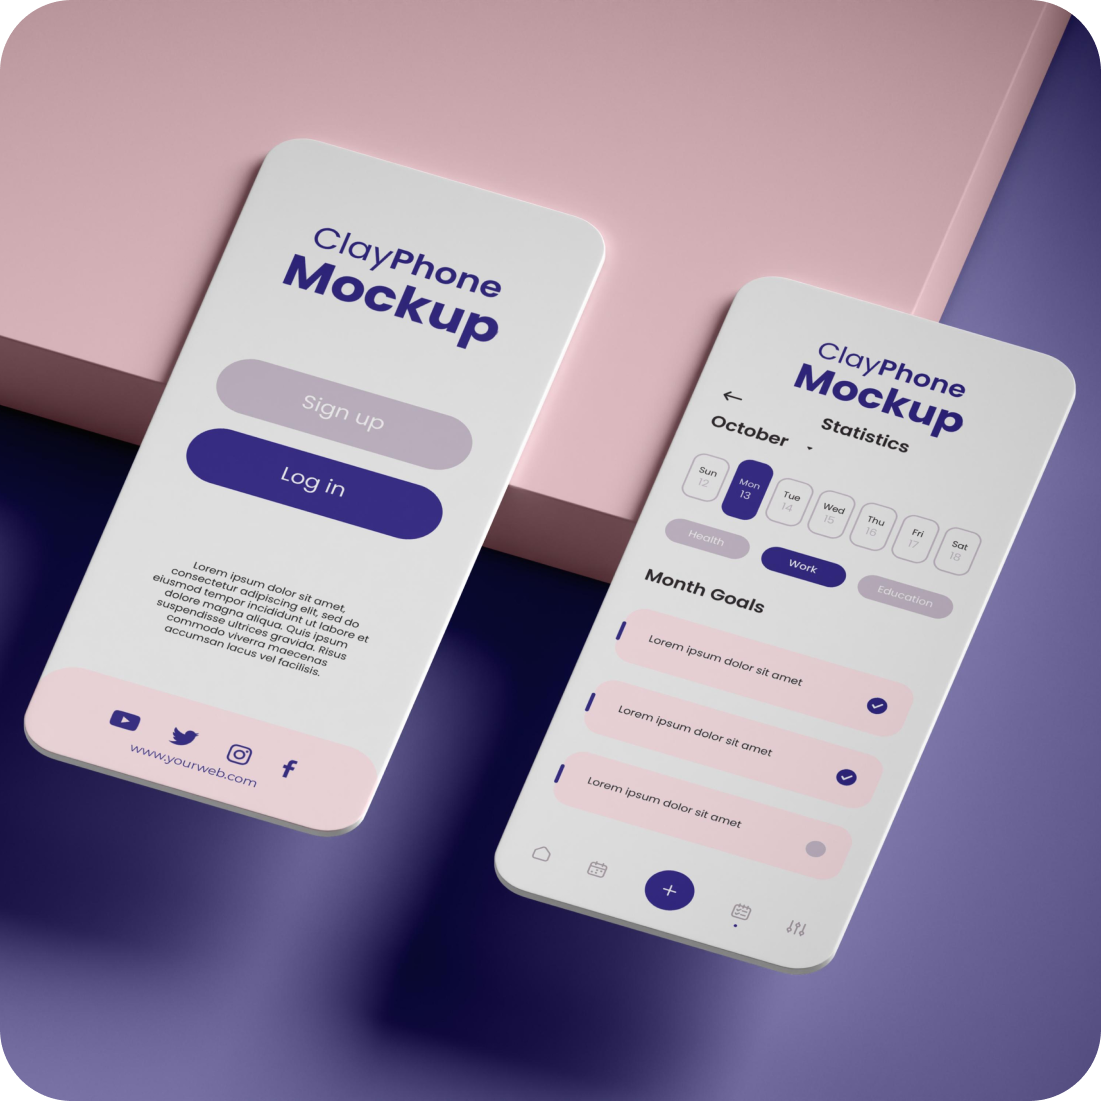 ClayPhone
Mockup
Sign up
Log in
Lorem ipsum dolor sit amet,
consectetur adipiscing elit, sed do
eiusmod tempor incididunt ut labore et
dolore magna aliqua. Quis ipsum
suspendisse ultrices gravida. Risus
commodo viverra maecenas
accumsan lacus vel facilisis.
www.yourweb.com
ClayPhone
Mockup
Statistics
October
Sun Mon Tue Wed Thu Fri Sat
12 13 14 15 16 17 18
Health Work Education
Month Goals
Lorem ipsum dolor sit amet
Lorem ipsum dolor sit amet
Lorem ipsum dolor sit amet